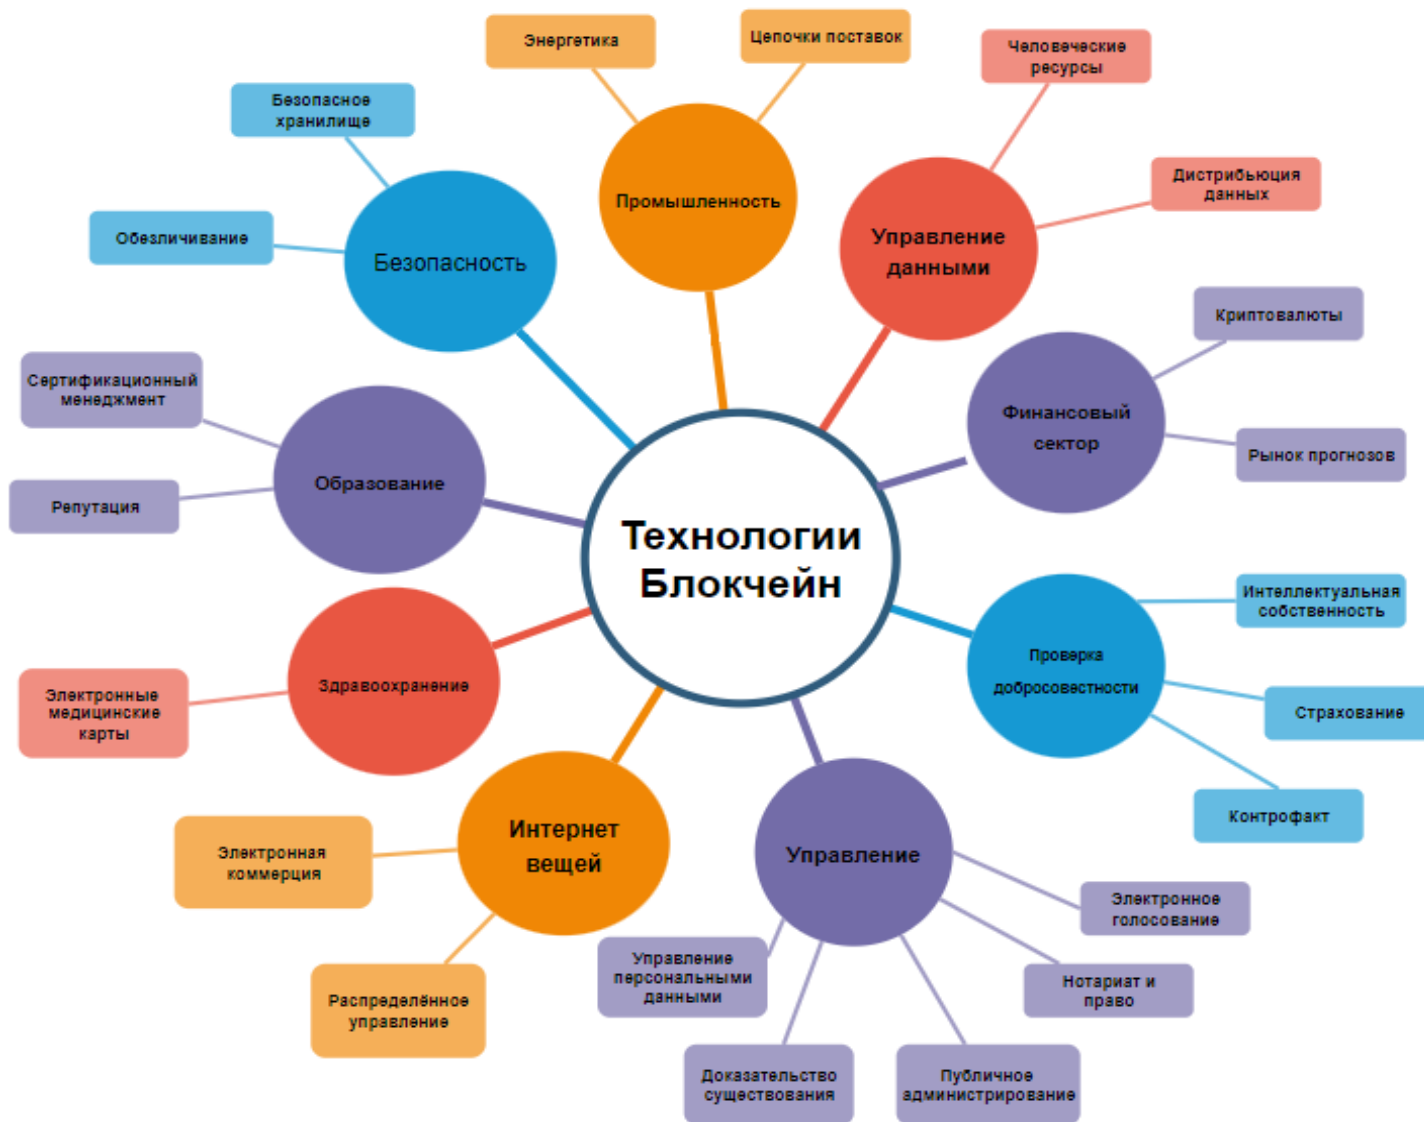 Энергетика
Цепочки поставок
Человеческие
ресурсы
Безопасное
хранилище
Дистрибьюция
данных
Промышленность
Обезличивание
Безопасность
Управление
данными
Криптовалюты
Сертификационный
менеджмент
Финансовый
сектор
Рынок прогнозов
Образование
Репутация
Технологии
Блокчейн
Интеллектуальная
собственность
Проверка
добросовестности
Здравоохранение
Электронные
медицинские
карты
Страхование
Контрофакт
Интернет
вещей
Управление
Электронная
коммерция
Электронное
голосование
Управление
персональными
данными
Нотариат и
право
Распределённое
управление
Доказательство
существования
Публичное
администрирование